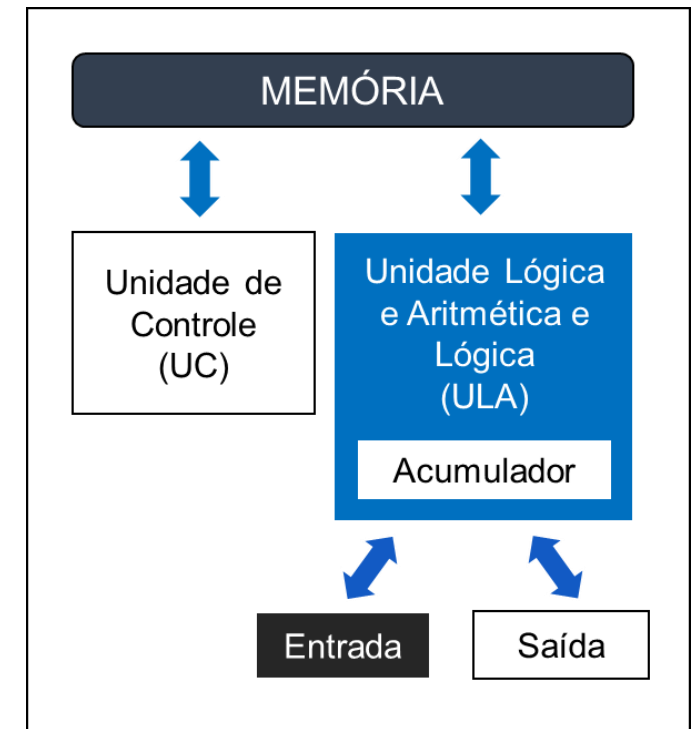 MEMÓRIA
Unidade de
Controle
(UC)
Unidade Lógica
e Aritmética e
Lógica
(ULA)
Acumulador
Entrada
Saída